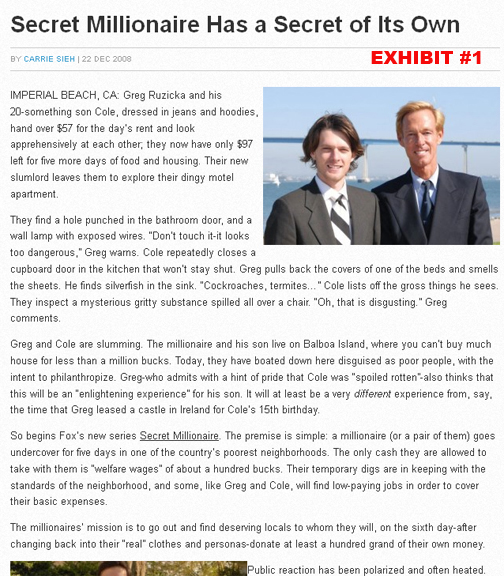 Secret Millionaire Has a Secret of Its Own
BY CARRIE SIEH | 22 DEC 2008
EXHIBIT #1
IMPERIAL BEACH, CA: Greg Ruzicka and his
20-something son Cole, dressed in jeans and hoodies,
hand over $57 for the day's rent and look
apprehensively at each other; they now have only $97
left for five more days of food and housing. Their new
slumlord leaves them to explore their dingy motel
apartment.
They find a hole punched in the bathroom door, and a
wall lamp with exposed wires. "Don't touch it-it looks
too dangerous," Greg warns. Cole repeatedly closes a
cupboard door in the kitchen that won't stay shut. Greg pulls back the covers of one of the beds and smells
the sheets. He finds silverfish in the sink. "Cockroaches, termites..." Cole lists off the gross things he sees.
They inspect a mysterious gritty substance spilled all over a chair. "Oh, that is disgusting." Greg
comments.
Greg and Cole are slumming. The millionaire and his son live on Balboa Island, where you can't buy much
house for less than a million bucks. Today, they have boated down here disguised as poor people, with the
intent to philanthropize. Greg-who admits with a hint of pride that Cole was "spoiled rotten"-also thinks that
this will be an "enlightening experience" for his son. It will at least be a very different experience from, say,
the time that Greg leased a castle in Ireland for Cole's 15th birthday.
So begins Fox's new series Secret Millionaire. The premise is simple: a millionaire (or a pair of them) goes
undercover for five days in one of the country's poorest neighborhoods. The only cash they are allowed to
take with them is "welfare wages" of about a hundred bucks. Their temporary digs are in keeping with the
standards of the neighborhood, and some, like Greg and Cole, will find low-paying jobs in order to cover
their basic expenses.
The millionaires' mission is to go out and find deserving locals to whom they will, on the sixth day-after
changing back into their "real" clothes and personas-donate at least a hundred grand of their own money.
Public reaction has been polarized and often heated.